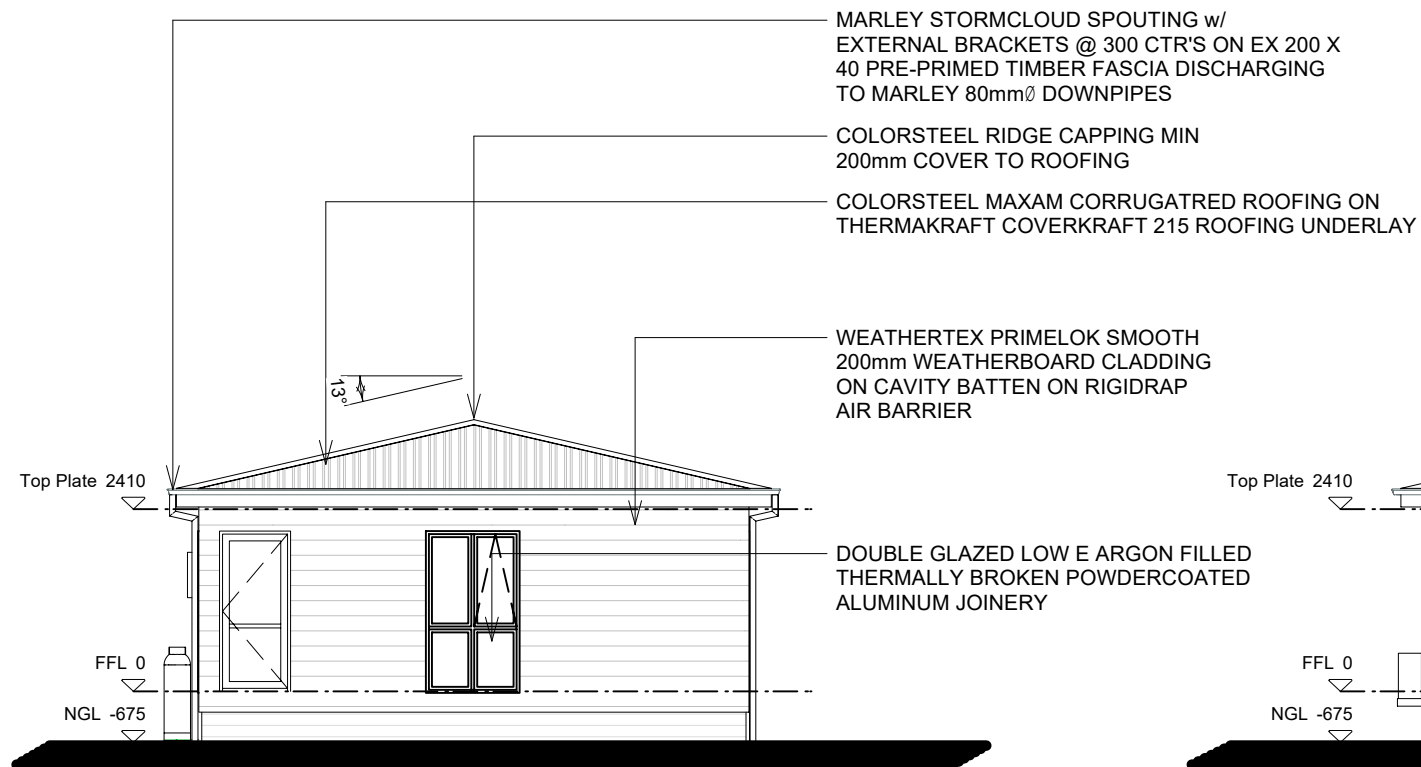 MARLEY STORMCLOUD SPOUTING w/
EXTERNAL BRACKETS @ 300 CTR'S ON EX 200 X
40 PRE-PRIMED TIMBER FASCIA DISCHARGING
TO MARLEY 80mmØ DOWNPIPES
COLORSTEEL RIDGE CAPPING MIN
200mm COVER TO ROOFING
COLORSTEEL MAXAM CORRUGATRED ROOFING ON
THERMAKRAFT COVERKRAFT 215 ROOFING UNDERLAY
WEATHERTEX PRIMELOK SMOOTH
200mm WEATHERBOARD CLADDING
ON CAVITY BATTEN ON RIGIDRAP
AIR BARRIER
13°
Top Plate 2410
Top Plate 2410
DOUBLE GLAZED LOW E ARGON FILLED
THERMALLY BROKEN POWDERCOATED
ALUMINUM JOINERY
FFL 0
FFL 0
NGL -675
NGL -675